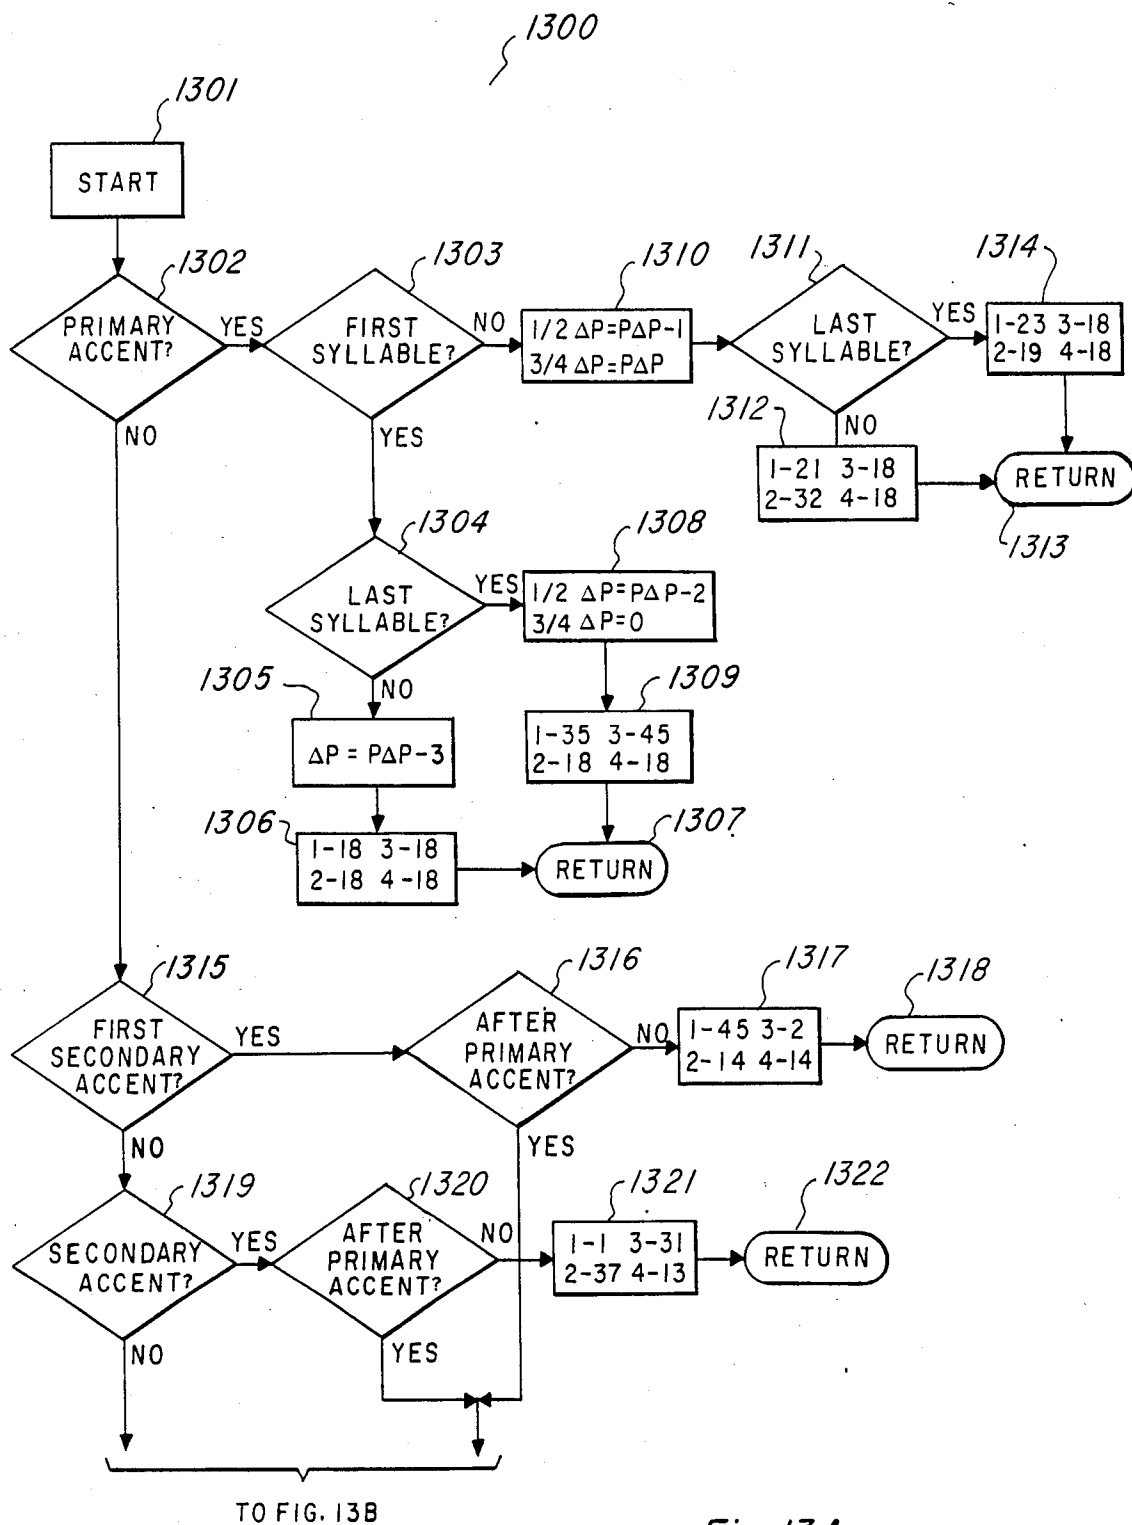 1300
1301
START
1302
PRIMARY
ACCENT?
YES
NO
1303
FIRST
SYLLABLE?
NO
YES
1310
1/2 ΔP=PΔP-1
3/4 ΔP=PΔP
1311
LAST
SYLLABLE?
YES
NO
1314
1-23 3-18
2-19 4-18
1312
1-21 3-18
2-32 4-18
RETURN
1313
1304
LAST
SYLLABLE?
YES
NO
1308
1/2 ΔP=PΔP-2
3/4 ΔP=0
1305
ΔP = PΔP-3
1309
1-35 3-45
2-18 4-18
1306
1-18 3-18
2-18 4-18
1307
RETURN
1315
FIRST
SECONDARY
ACCENT?
YES
NO
1316
AFTER
PRIMARY
ACCENT?
NO
YES
1317
1-45 3-2
2-14 4-14
1318
RETURN
1319
SECONDARY
ACCENT?
YES
NO
1320
AFTER
PRIMARY
ACCENT?
NO
YES
1321
1-1 3-31
2-37 4-13
1322
RETURN
TO FIG. 13B